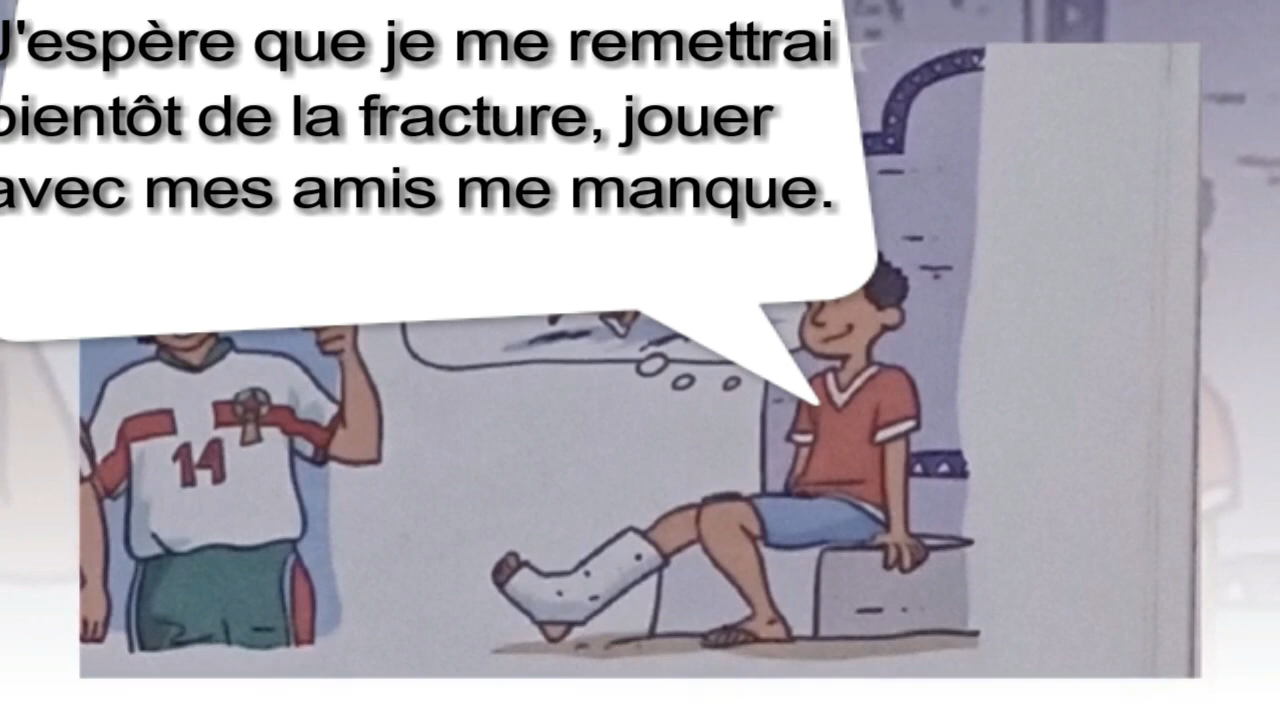 J'espère que je me remettrai
bientôt de la fracture, jouer
avec mes amis me manque.
14